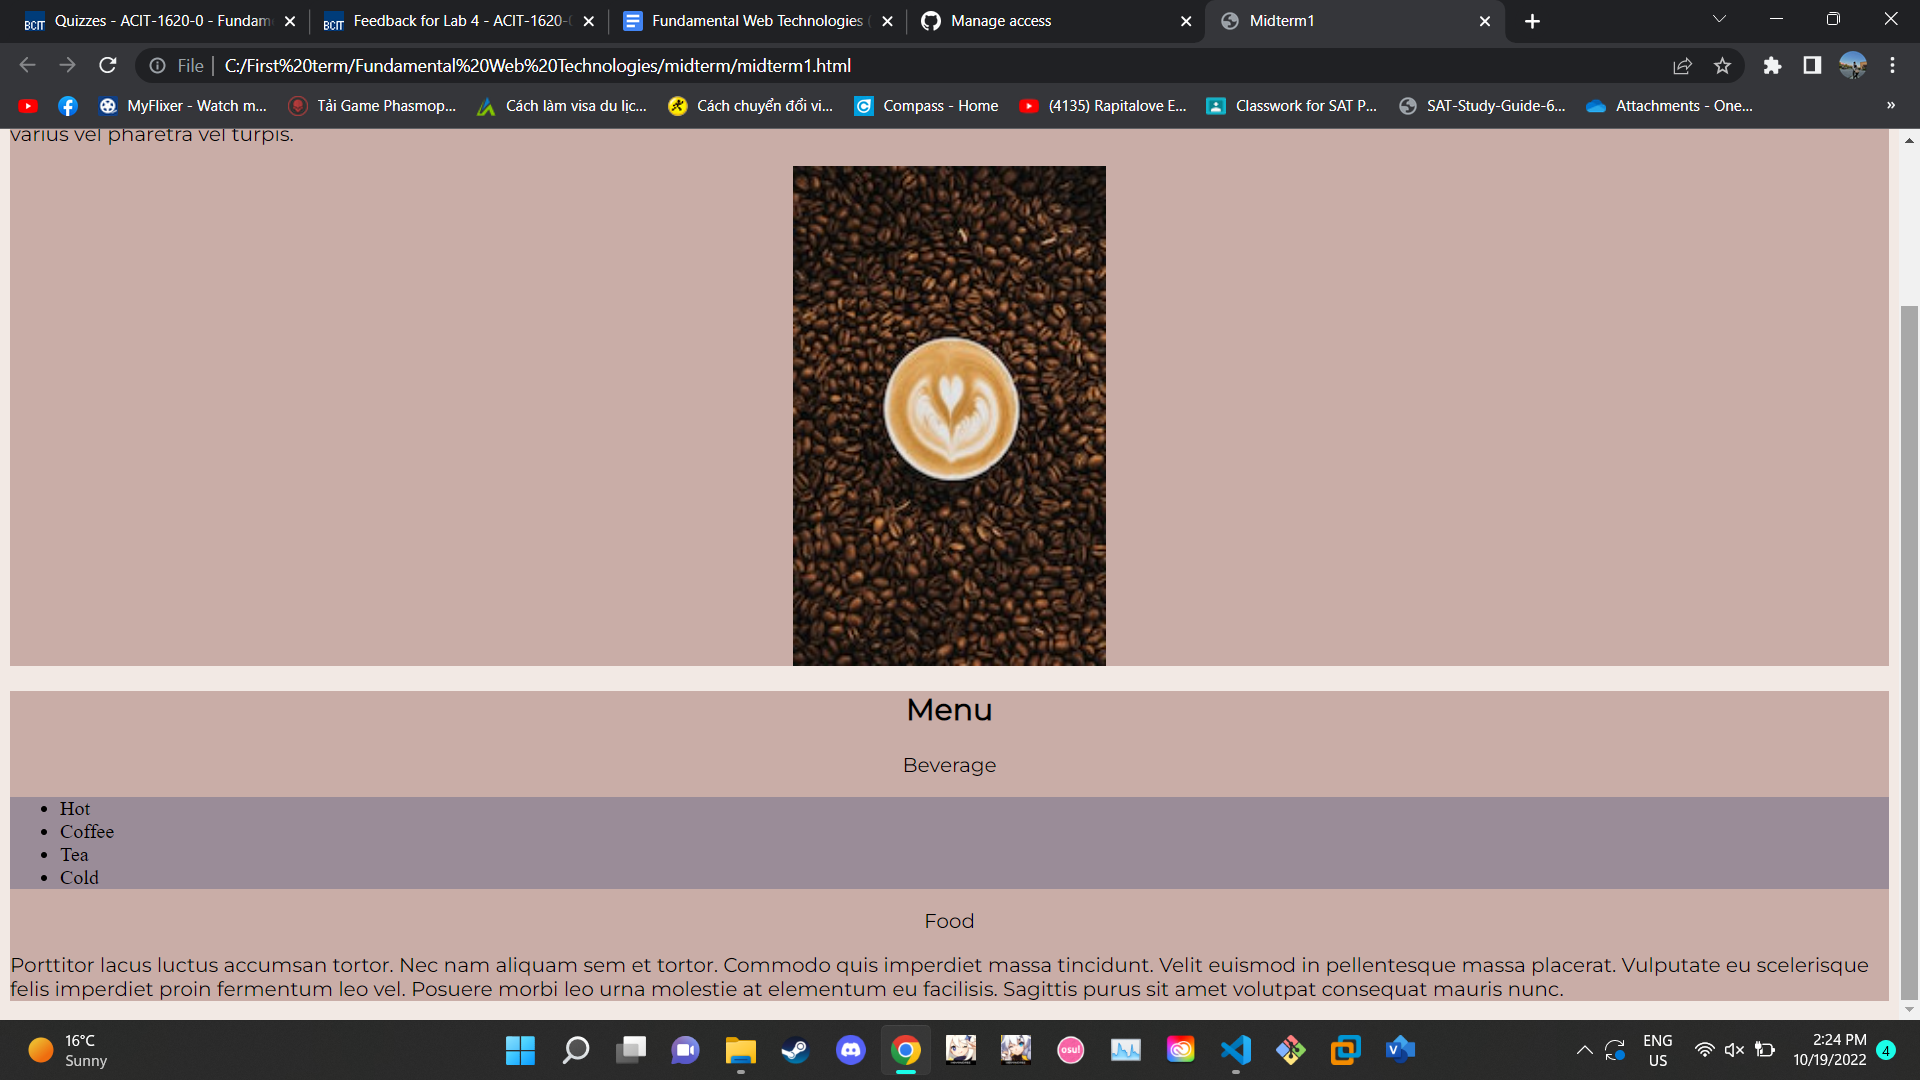 Quizzes - ACIT-1620-0 - Fundam
Feedback for Lab 4 - ACIT-1620-
Fundamental Web Technologies (
Manage access
Midterm1
File
C:/First%20term/Fundamental%20Web%20Technologies/midterm/midterm1.html
MyFlixer - Watch m...
Tải Game Phasmop...
Cách làm visa du lịc...
Cách chuyển đổi vi...
Compass - Home
(4135) Rapitalove E...
Classwork for SAT P...
SAT-Study-Guide-6...
Attachments - One...
»
varius vel pharetra vel turpis.
Menu
Beverage
• Hot
• Coffee
• Tea
• Cold
Food
Porttitor lacus luctus accumsan tortor. Nec nam aliquam sem et tortor. Commodo quis imperdiet massa tincidunt. Velit euismod in pellentesque massa placerat. Vulputate eu scelerisque
felis imperdiet proin fermentum leo vel. Posuere morbi leo urna molestie at elementum eu facilisis. Sagittis purus sit amet volutpat consequat mauris nunc.
16°C
Sunny
osu!
ENG
US
2:24 PM
10/19/2022
4